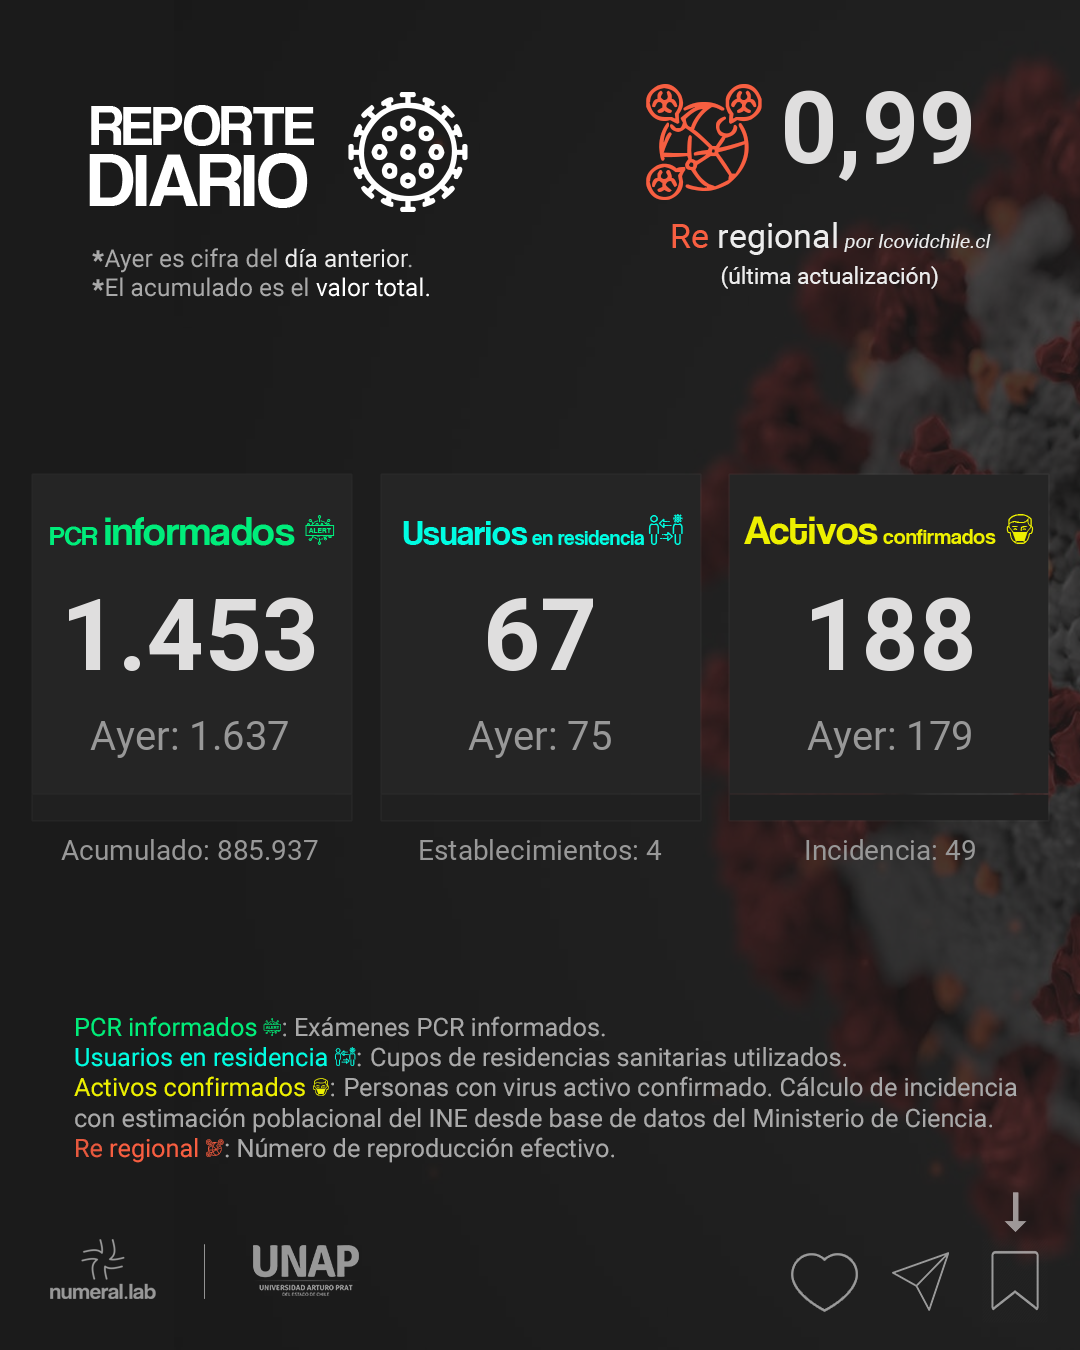 REPORTE
DIARIO
*Ayer es cifra del día anterior.
*El acumulado es el valor total.
0,99
Re regional por Icovidchile.cl
(última actualización)
PCR informados ALERT
1.453
Ayer: 1.637
Acumulado: 885.937
Usuarios en residencia
67
Ayer: 75
Establecimientos: 4
Activos confirmados
188
Ayer: 179
Incidencia: 49
PCR informados ALERT: Exámenes PCR informados.
Usuarios en residencia : Cupos de residencias sanitarias utilizados.
Activos confirmados : Personas con virus activo confirmado. Cálculo de incidencia
con estimación poblacional del INE desde base de datos del Ministerio de Ciencia.
Re regional : Número de reproducción efectivo.
numeral.lab
UNAP
UNIVERSIDAD ARTURO PRAT
DEL ESTADO DE CHILE